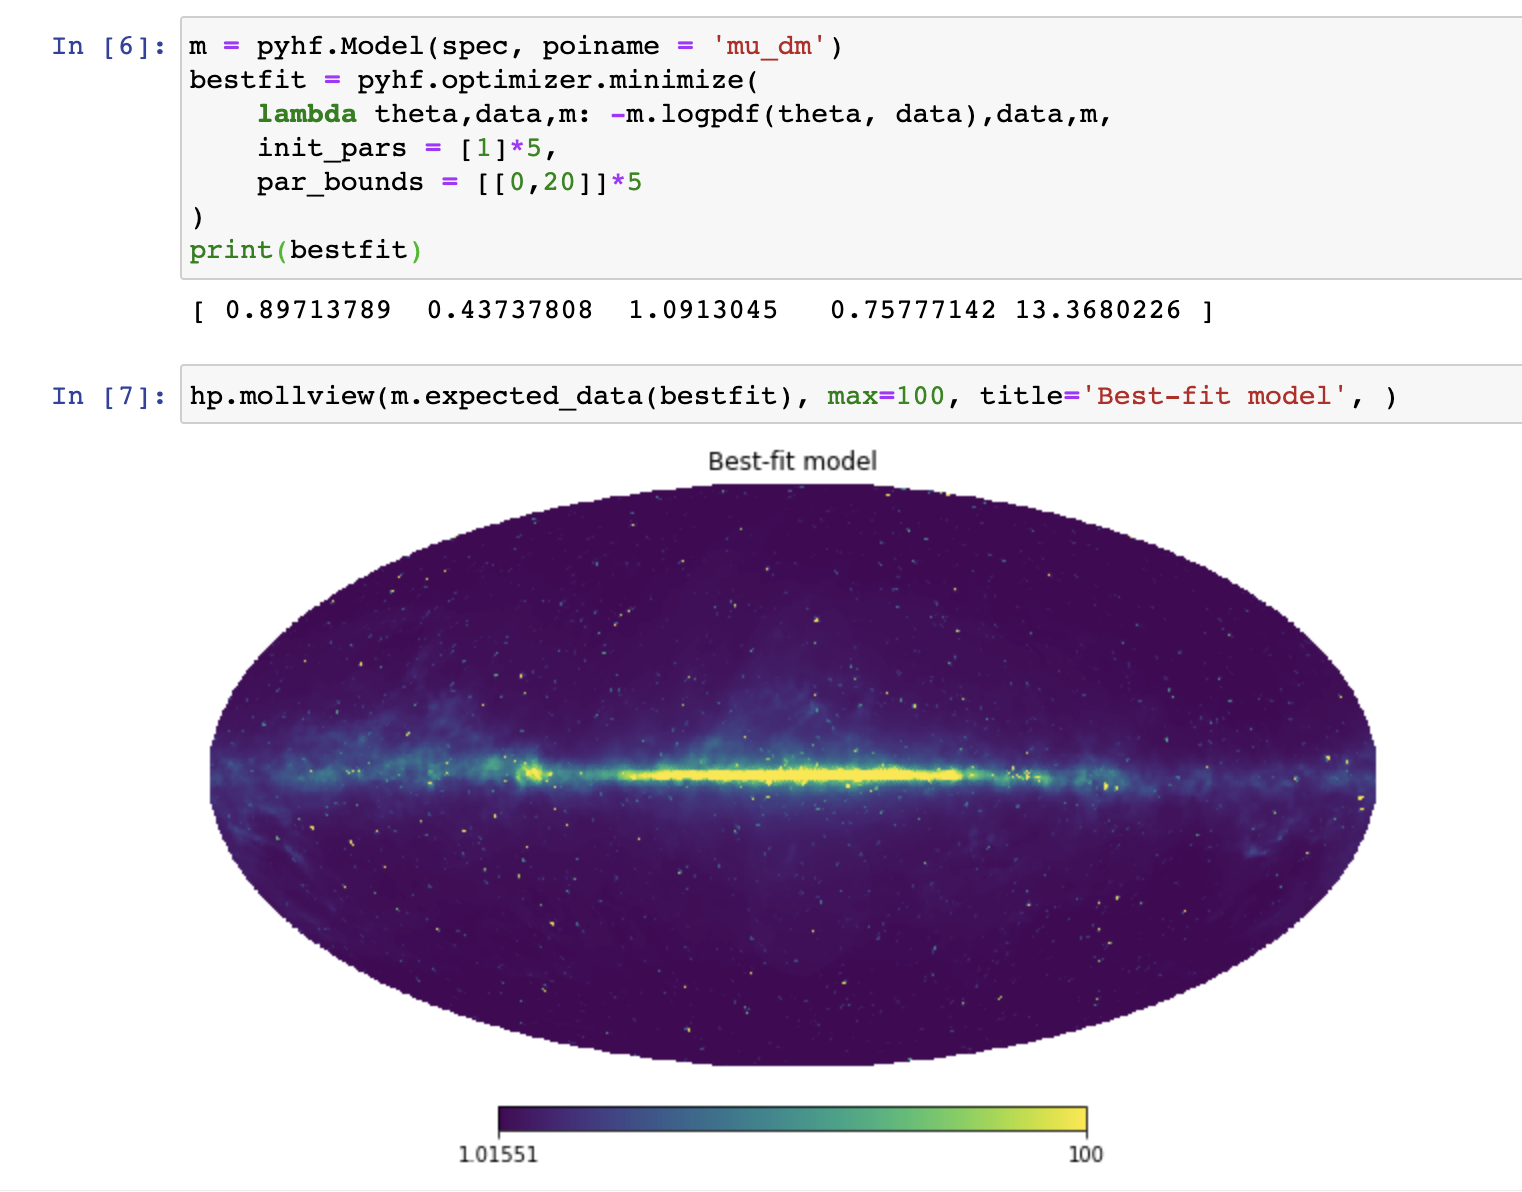 In [6]:
m = pyhf.Model(spec, poiname = 'mu_dm')
bestfit = pyhf.optimizer.minimize(
    lambda theta,data,m: -m.logpdf(theta, data),data,m,
    init_pars = [1]*5,
    par_bounds = [[0,20]]*5
)
print(bestfit)
[ 0.89713789  0.43737808  1.0913045   0.75777142 13.3680226 ]
In [7]:
hp.mollview(m.expected_data(bestfit), max=100, title='Best-fit model', )
Best-fit model
1.01551
100